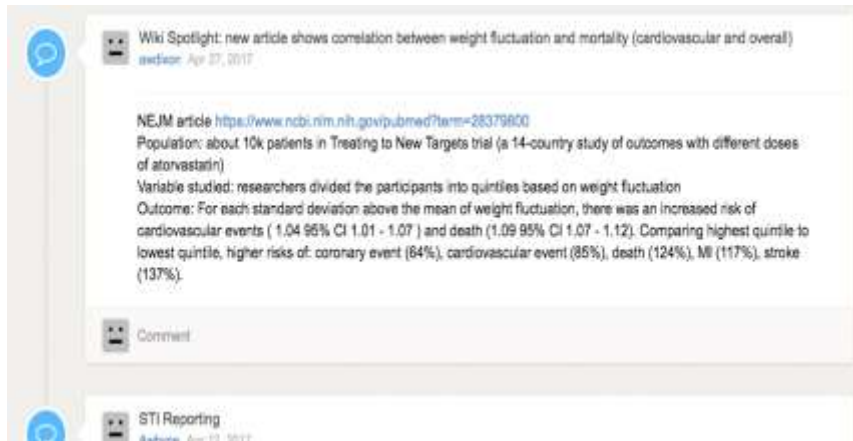 Wiki Spotlight: new article shows correlation between weight fluctuation and mortality (cardiovascular and overall)
Apr 27, 2017
NEJM article https://www.ncbi.nlm.nih.gov/pubmed?term=28379800
Population: about 10k patients in Treating to New Targets trial (a 14-country study of outcomes with different doses
of atorvastatin)
Variable studied: researchers divided the participants into quintiles based on weight fluctuation
Outcome: For each standard deviation above the mean of weight fluctuation, there was an increased risk of
cardiovascular events ( 1.04 95% CI 1.01 - 1.07 ) and death (1.09 95% CI 1.07 - 1.12). Comparing highest quintile to
lowest quintile, higher risks of: coronary event (64%), cardiovascular event (85%), death (124%), MI (117%), stroke
(137%).
Comment
STI Reporting